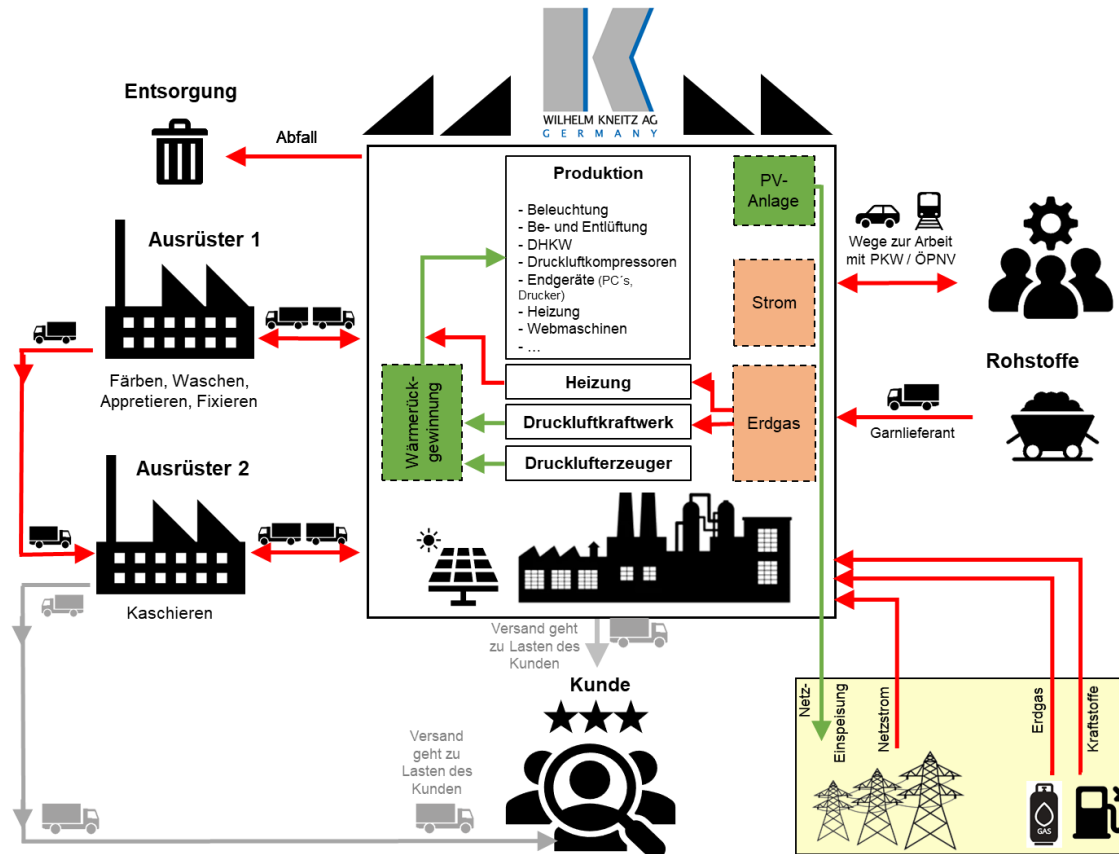 WILHELM KNEITZ AG
GERMANY
Entsorgung
Abfall
Produktion
- Beleuchtung
- Be- und Entlüftung
- DHKW
- Druckluftkompressoren
- Endgeräte (PC´s,
Drucker)
- Heizung
- Webmaschinen
- ...
PV-
Anlage
Strom
Erdgas
Wärmerück-
gewinnung
Heizung
Druckluftkraftwerk
Drucklufterzeuger
Ausrüster 1
Färben, Waschen,
Appretieren, Fixieren
Ausrüster 2
Kaschieren
Wege zur Arbeit
mit PKW / ÖPNV
Rohstoffe
Garnlieferant
Versand geht
zu Lasten des
Kunden
Kunde
Versand
geht zu
Lasten des
Kunden
Netz-
Einspeisung
Netzstrom
Erdgas
Kraftstoffe
GAS